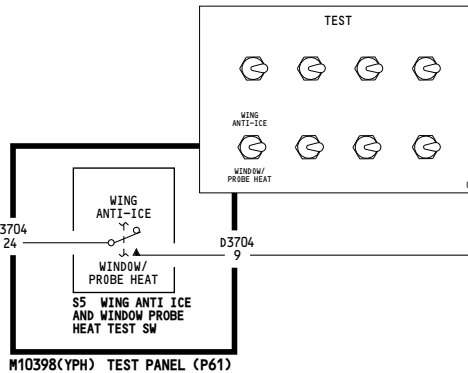 TEST
WING
ANTI-ICE
WINDOW/
PROBE HEAT
WING
ANTI-ICE
3704
24
D3704
9
WINDOW/
PROBE HEAT
S5 WING ANTI ICE
AND WINDOW PROBE
HEAT TEST SW
M10398(YPH) TEST PANEL (P61)